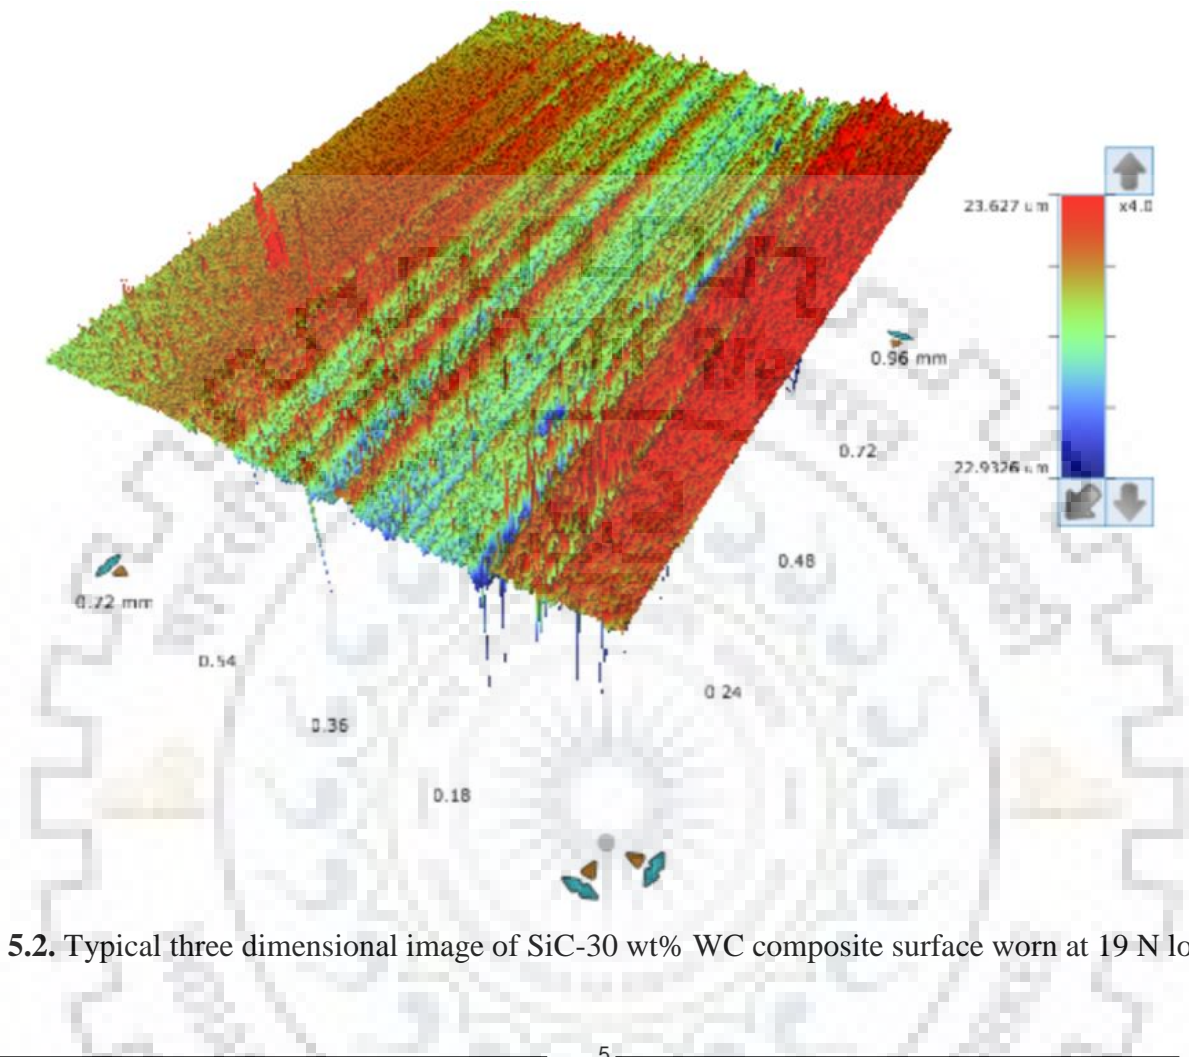 23.627 um
x4.0
0.96 mm
0.72
22.9326 um
0.48
0.72 mm
0.54
0.24
0.36
0.18
5.2. Typical three dimensional image of SiC-30 wt% WC composite surface worn at 19 N lo
5